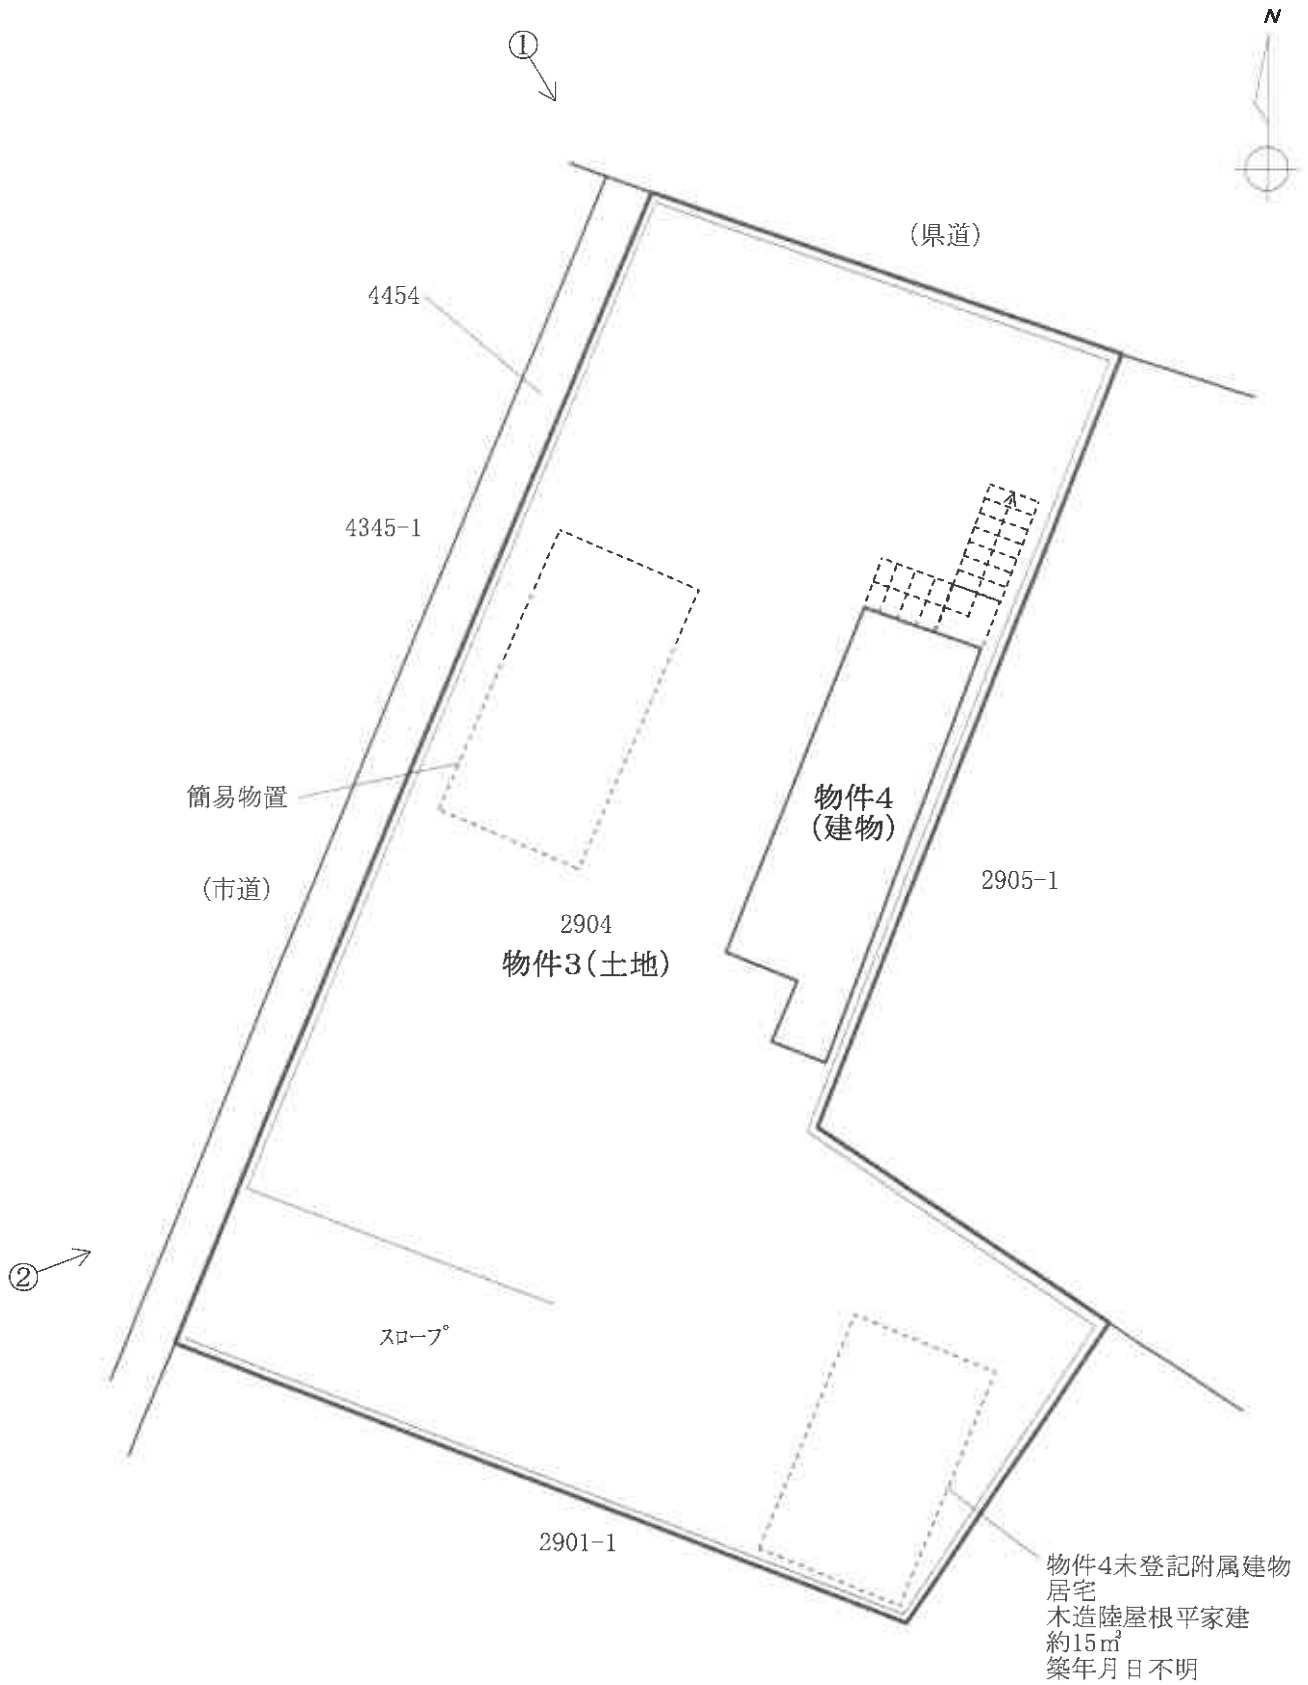 N
①
(県道)
4454
4345-1
簡易物置
物件4
(建物)
(市道)
2905-1
2904
物件3(土地)
②
スロープ
2901-1
物件4未登記附属建物
居宅
木造陸屋根平家建
約15㎡
築年月日不明